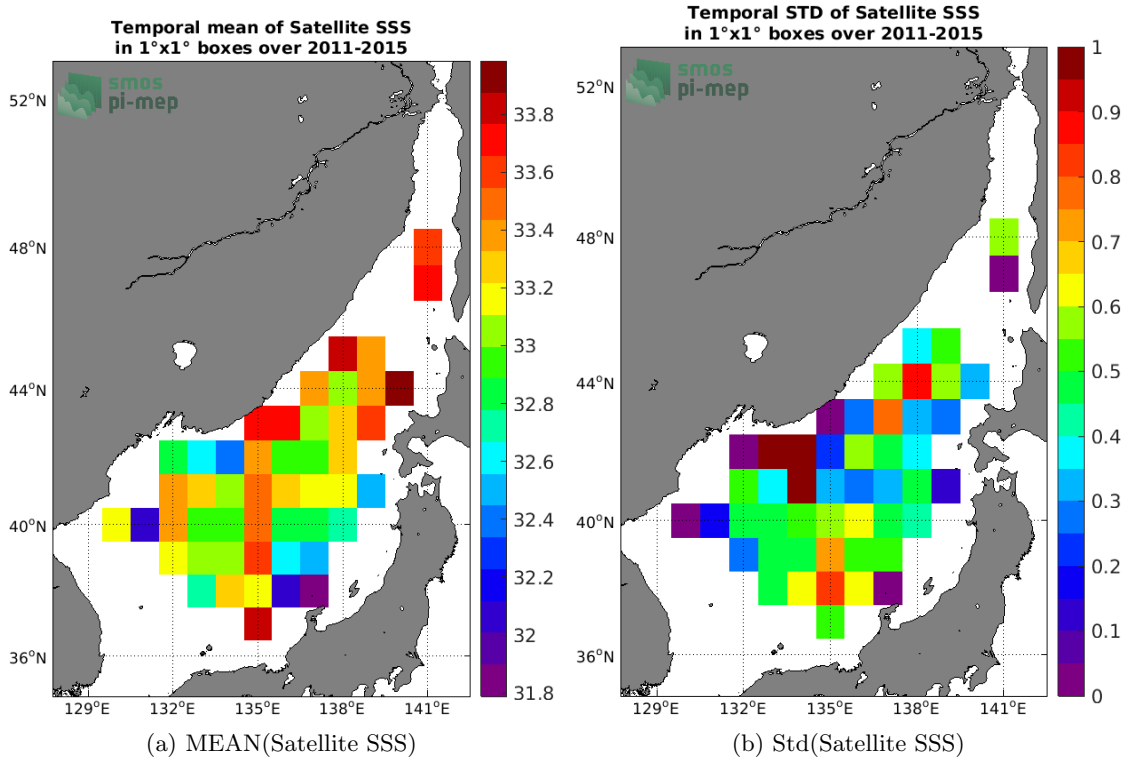 Temporal mean of Satellite SSS
in 1°x1° boxes over 2011-2015
smos
pi-mep
52°N
48°N
44°N
40°N
36°N
129°E
132°E
135°E
138°E
141°E
33.8
33.6
33.4
33.2
33
32.8
32.6
32.4
32.2
32
31.8
(a) MEAN(Satellite SSS)
Temporal STD of Satellite SSS
in 1°x1° boxes over 2011-2015
smos
pi-mep
52°N
48°N
44°N
40°N
36°N
129°E
132°E
135°E
138°E
141°E
1
0.9
0.8
0.7
0.6
0.5
0.4
0.3
0.2
0.1
0
(b) Std(Satellite SSS)